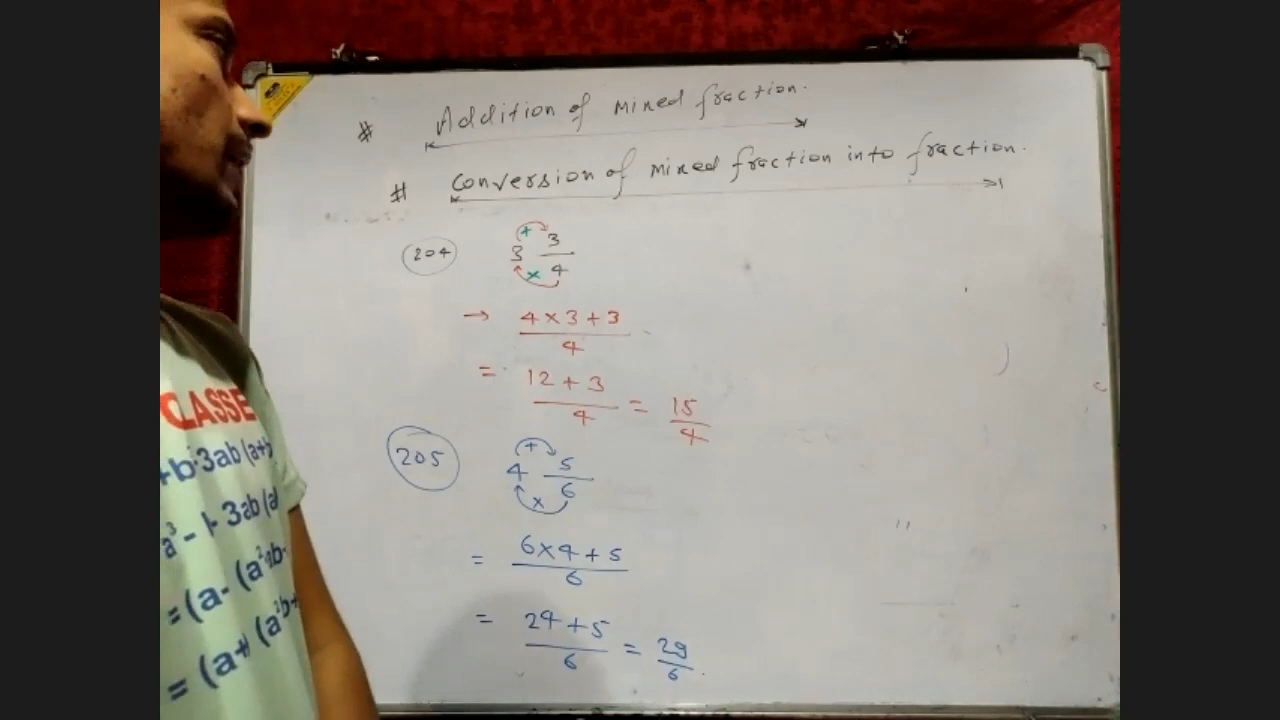 # Addition of mixed fraction.
# Conversion of mixed fraction into fraction.
204 3 3/4
+
×
→ 4×3+3/4
= 12+3/4 = 15/4
205 4 5/6
+
×
= 6×4+5/6
= 24+5/6 = 29/6.
CLASSE
+b 3ab (a+b
a³ - 3ab (a
= (a- (a² ab
= (a+ (a² b+